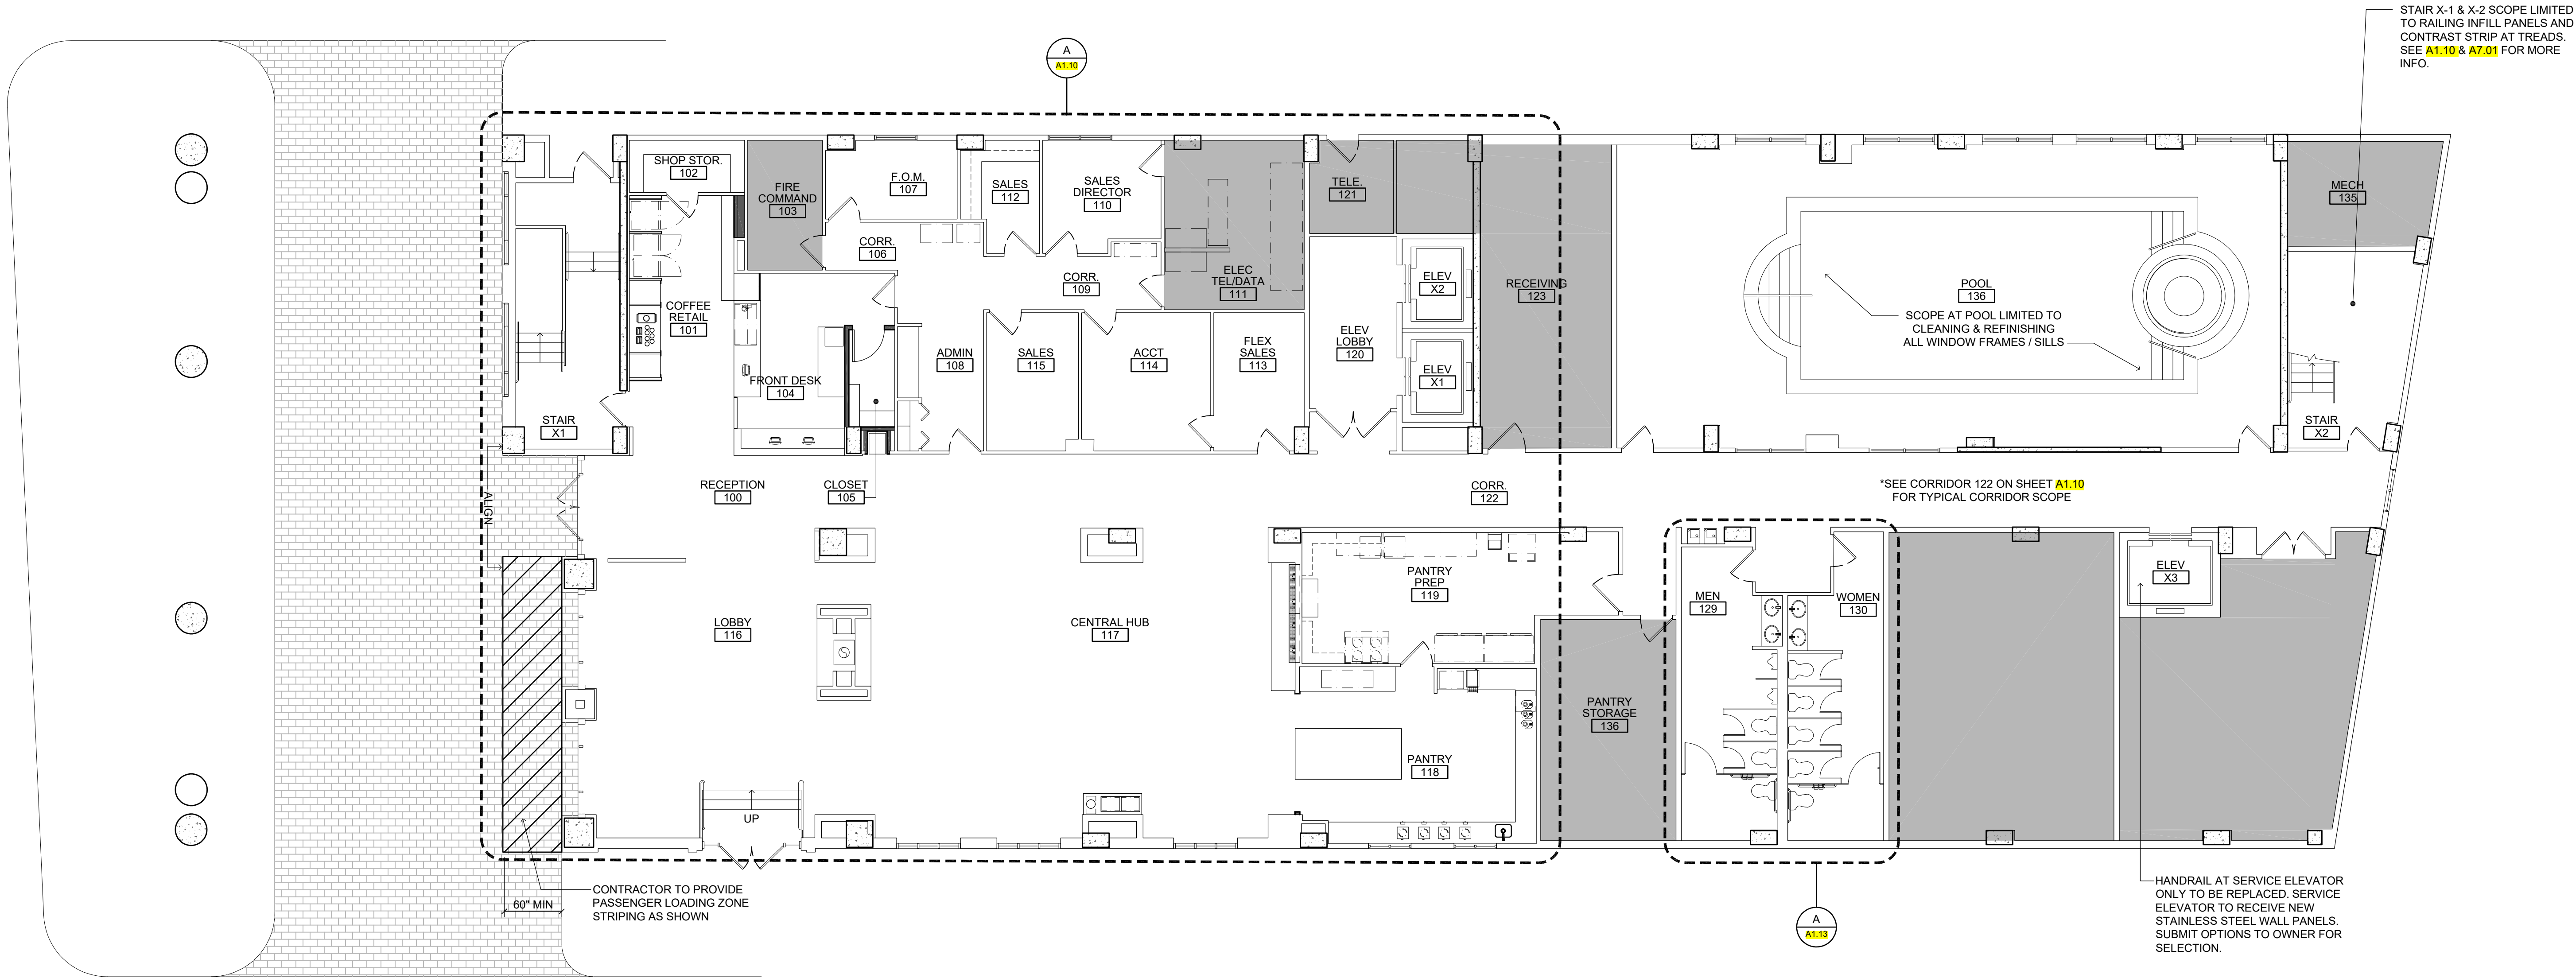 STAIR X-1 & X-2 SCOPE LIMITED
TO RAILING INFILL PANELS AND
CONTRAST STRIP AT TREADS.
SEE A1.10 & A7.01 FOR MORE
INFO.
A
A1.10
SHOP STOR.
102
FIRE
COMMAND
103
F.O.M.
107
SALES
112
SALES
DIRECTOR
110
TELE.
121
MECH
135
CORR.
106
CORR.
109
ELEC
TEL/DATA
111
ELEV
X2
RECEIVING
123
POOL
136
SCOPE AT POOL LIMITED TO
CLEANING & REFINISHING
ALL WINDOW FRAMES / SILLS
COFFEE
RETAIL
101
ADMIN
108
SALES
115
ACCT
114
FLEX
SALES
113
ELEV
LOBBY
120
ELEV
X1
FRONT DESK
104
STAIR
X1
STAIR
X2
ALIGN
RECEPTION
100
CLOSET
105
CORR.
122
*SEE CORRIDOR 122 ON SHEET A1.10
FOR TYPICAL CORRIDOR SCOPE
PANTRY
PREP
119
ELEV
X3
MEN
129
WOMEN
130
LOBBY
116
CENTRAL HUB
117
PANTRY
STORAGE
136
PANTRY
118
UP
CONTRACTOR TO PROVIDE
PASSENGER LOADING ZONE
STRIPING AS SHOWN
60" MIN
A
A1.13
HANDRAIL AT SERVICE ELEVATOR
ONLY TO BE REPLACED. SERVICE
ELEVATOR TO RECEIVE NEW
STAINLESS STEEL WALL PANELS.
SUBMIT OPTIONS TO OWNER FOR
SELECTION.